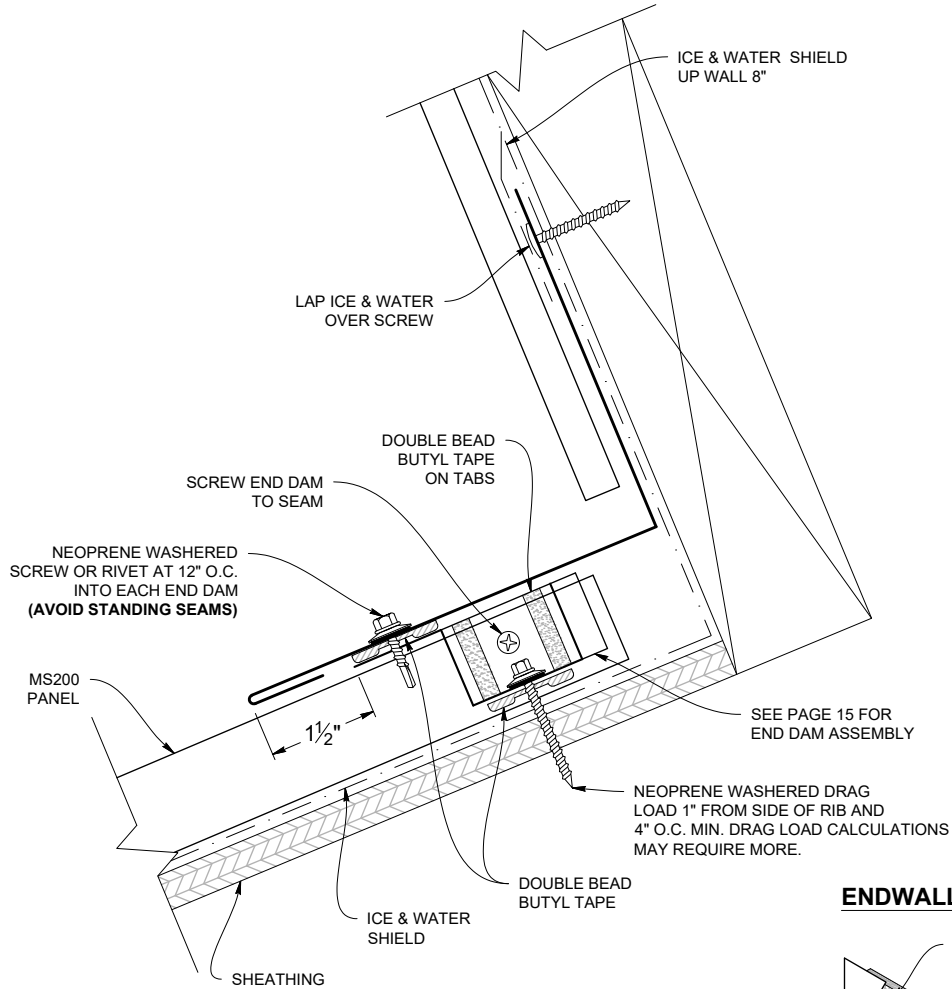 ICE & WATER SHIELD
UP WALL 8"
LAP ICE & WATER
OVER SCREW
DOUBLE BEAD
BUTYL TAPE
ON TABS
SCREW END DAM
TO SEAM
NEOPRENE WASHERED
SCREW OR RIVET AT 12" O.C.
INTO EACH END DAM
(AVOID STANDING SEAMS)
MS200
PANEL
1½"
SEE PAGE 15 FOR
END DAM ASSEMBLY
NEOPRENE WASHERED DRAG
LOAD 1" FROM SIDE OF RIB AND
4" O.C. MIN. DRAG LOAD CALCULATIONS
MAY REQUIRE MORE.
DOUBLE BEAD
BUTYL TAPE
ENDWALL
ICE & WATER
SHIELD
SHEATHING